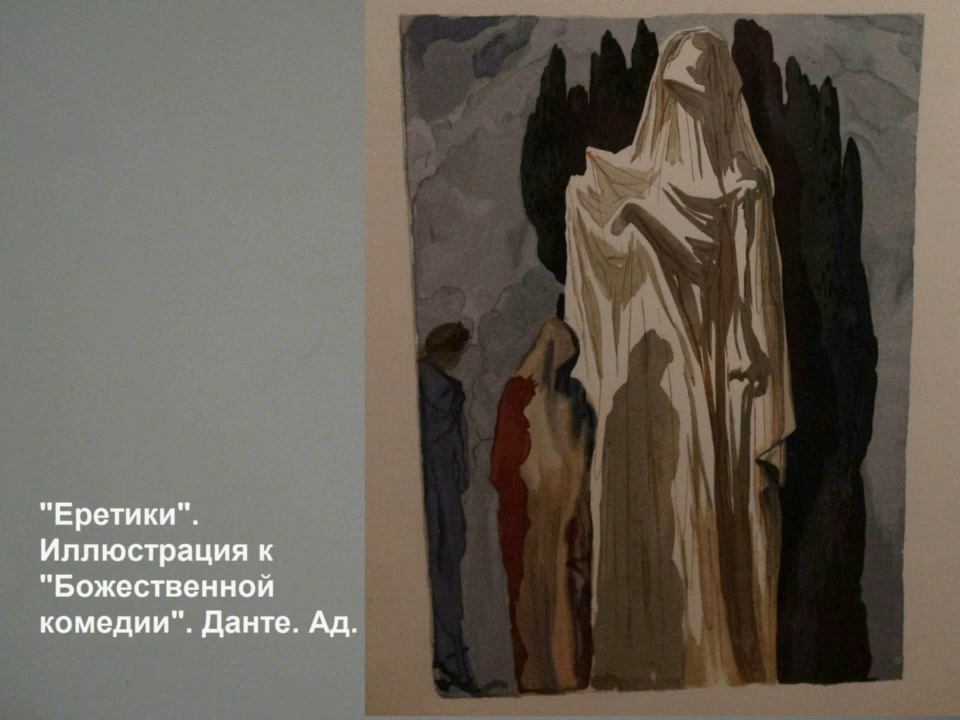 "Еретики".
Иллюстрация к
"Божественной
комедии". Данте. Ад.